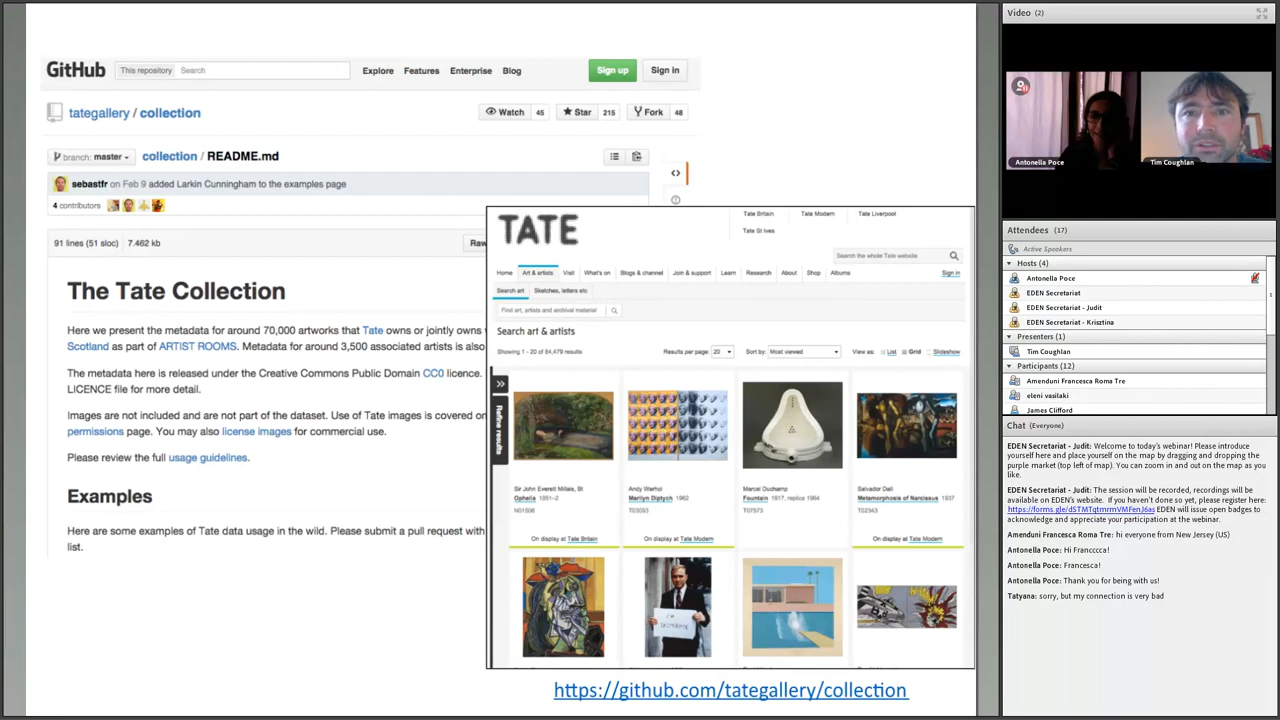 GitHub
This repository Search
Explore Features Enterprise Blog
Sign up Sign in
tategallery / collection
Watch 45 Star 215 Fork 48
branch: master
collection / README.md
sebastfr on Feb 9 added Larkin Cunningham to the examples page
4 contributors
91 lines (51 sloc) 7.462 kb
Raw
The Tate Collection
Here we present the metadata for around 70,000 artworks that Tate owns or jointly owns
Scotland as part of ARTIST ROOMS. Metadata for around 3,500 associated artists is also
The metadata here is released under the Creative Commons Public Domain CC0 licence.
LICENCE file for more detail.
Images are not included and are not part of the dataset. Use of Tate images is covered on
permissions page. You may also license images for commercial use.
Please review the full usage guidelines.
Examples
Here are some examples of Tate data usage in the wild. Please submit a pull request with
list.
TATE
Tate Britain Tate Modern Tate Liverpool
Tate St Ives
Search the whole Tate website
Home Art & artists Visit What's on Blogs & channel Join & support Learn Research About Shop Albums Sign in
Search art Sketches, letters etc
Find art, artists and archival material
Search art & artists
Showing 1 - 20 of 84,479 results
Results per page: 20 Sort by: Most viewed View as: List Grid Slideshow
Refine results
Sir John Everett Millais, Bt
Ophelia 1851–2
N01506
On display at Tate Britain
Andy Warhol
Marilyn Diptych 1962
T03093
On display at Tate Modern
Marcel Duchamp
Fountain 1917, replica 1964
T07573
Salvador Dalí
Metamorphosis of Narcissus 1937
T02343
On display at Tate Modern
I'M DESPERATE
https://github.com/tategallery/collection
Video (2)
Antonella Poce
Tim Coughlan
Attendees (17)
Active Speakers
Hosts (4)
Antonella Poce
EDEN Secretariat
EDEN Secretariat - Judit
EDEN Secretariat - Krisztina
Presenters (1)
Tim Coughlan
Participants (12)
Amenduni Francesca Roma Tre
eleni vasilaki
James Clifford
Chat (Everyone)
EDEN Secretariat - Judit: Welcome to today's webinar! Please introduce
yourself here and place yourself on the map by dragging and dropping the
purple market (top left of map). You can zoom in and out on the map as you
like.
EDEN Secretariat - Judit: The session will be recorded, recordings will be
available on EDEN's website. If you haven't done so yet, please register here:
https://forms.gle/dSTMTqtmrmVMFenJ6as EDEN will issue open badges to
acknowledge and appreciate your participation at the webinar.
Amenduni Francesca Roma Tre: hi everyone from New Jersey (US)
Antonella Poce: Hi Franccca!
Antonella Poce: Francesca!
Antonella Poce: Thank you for being with us!
Tatyana: sorry, but my connection is very bad